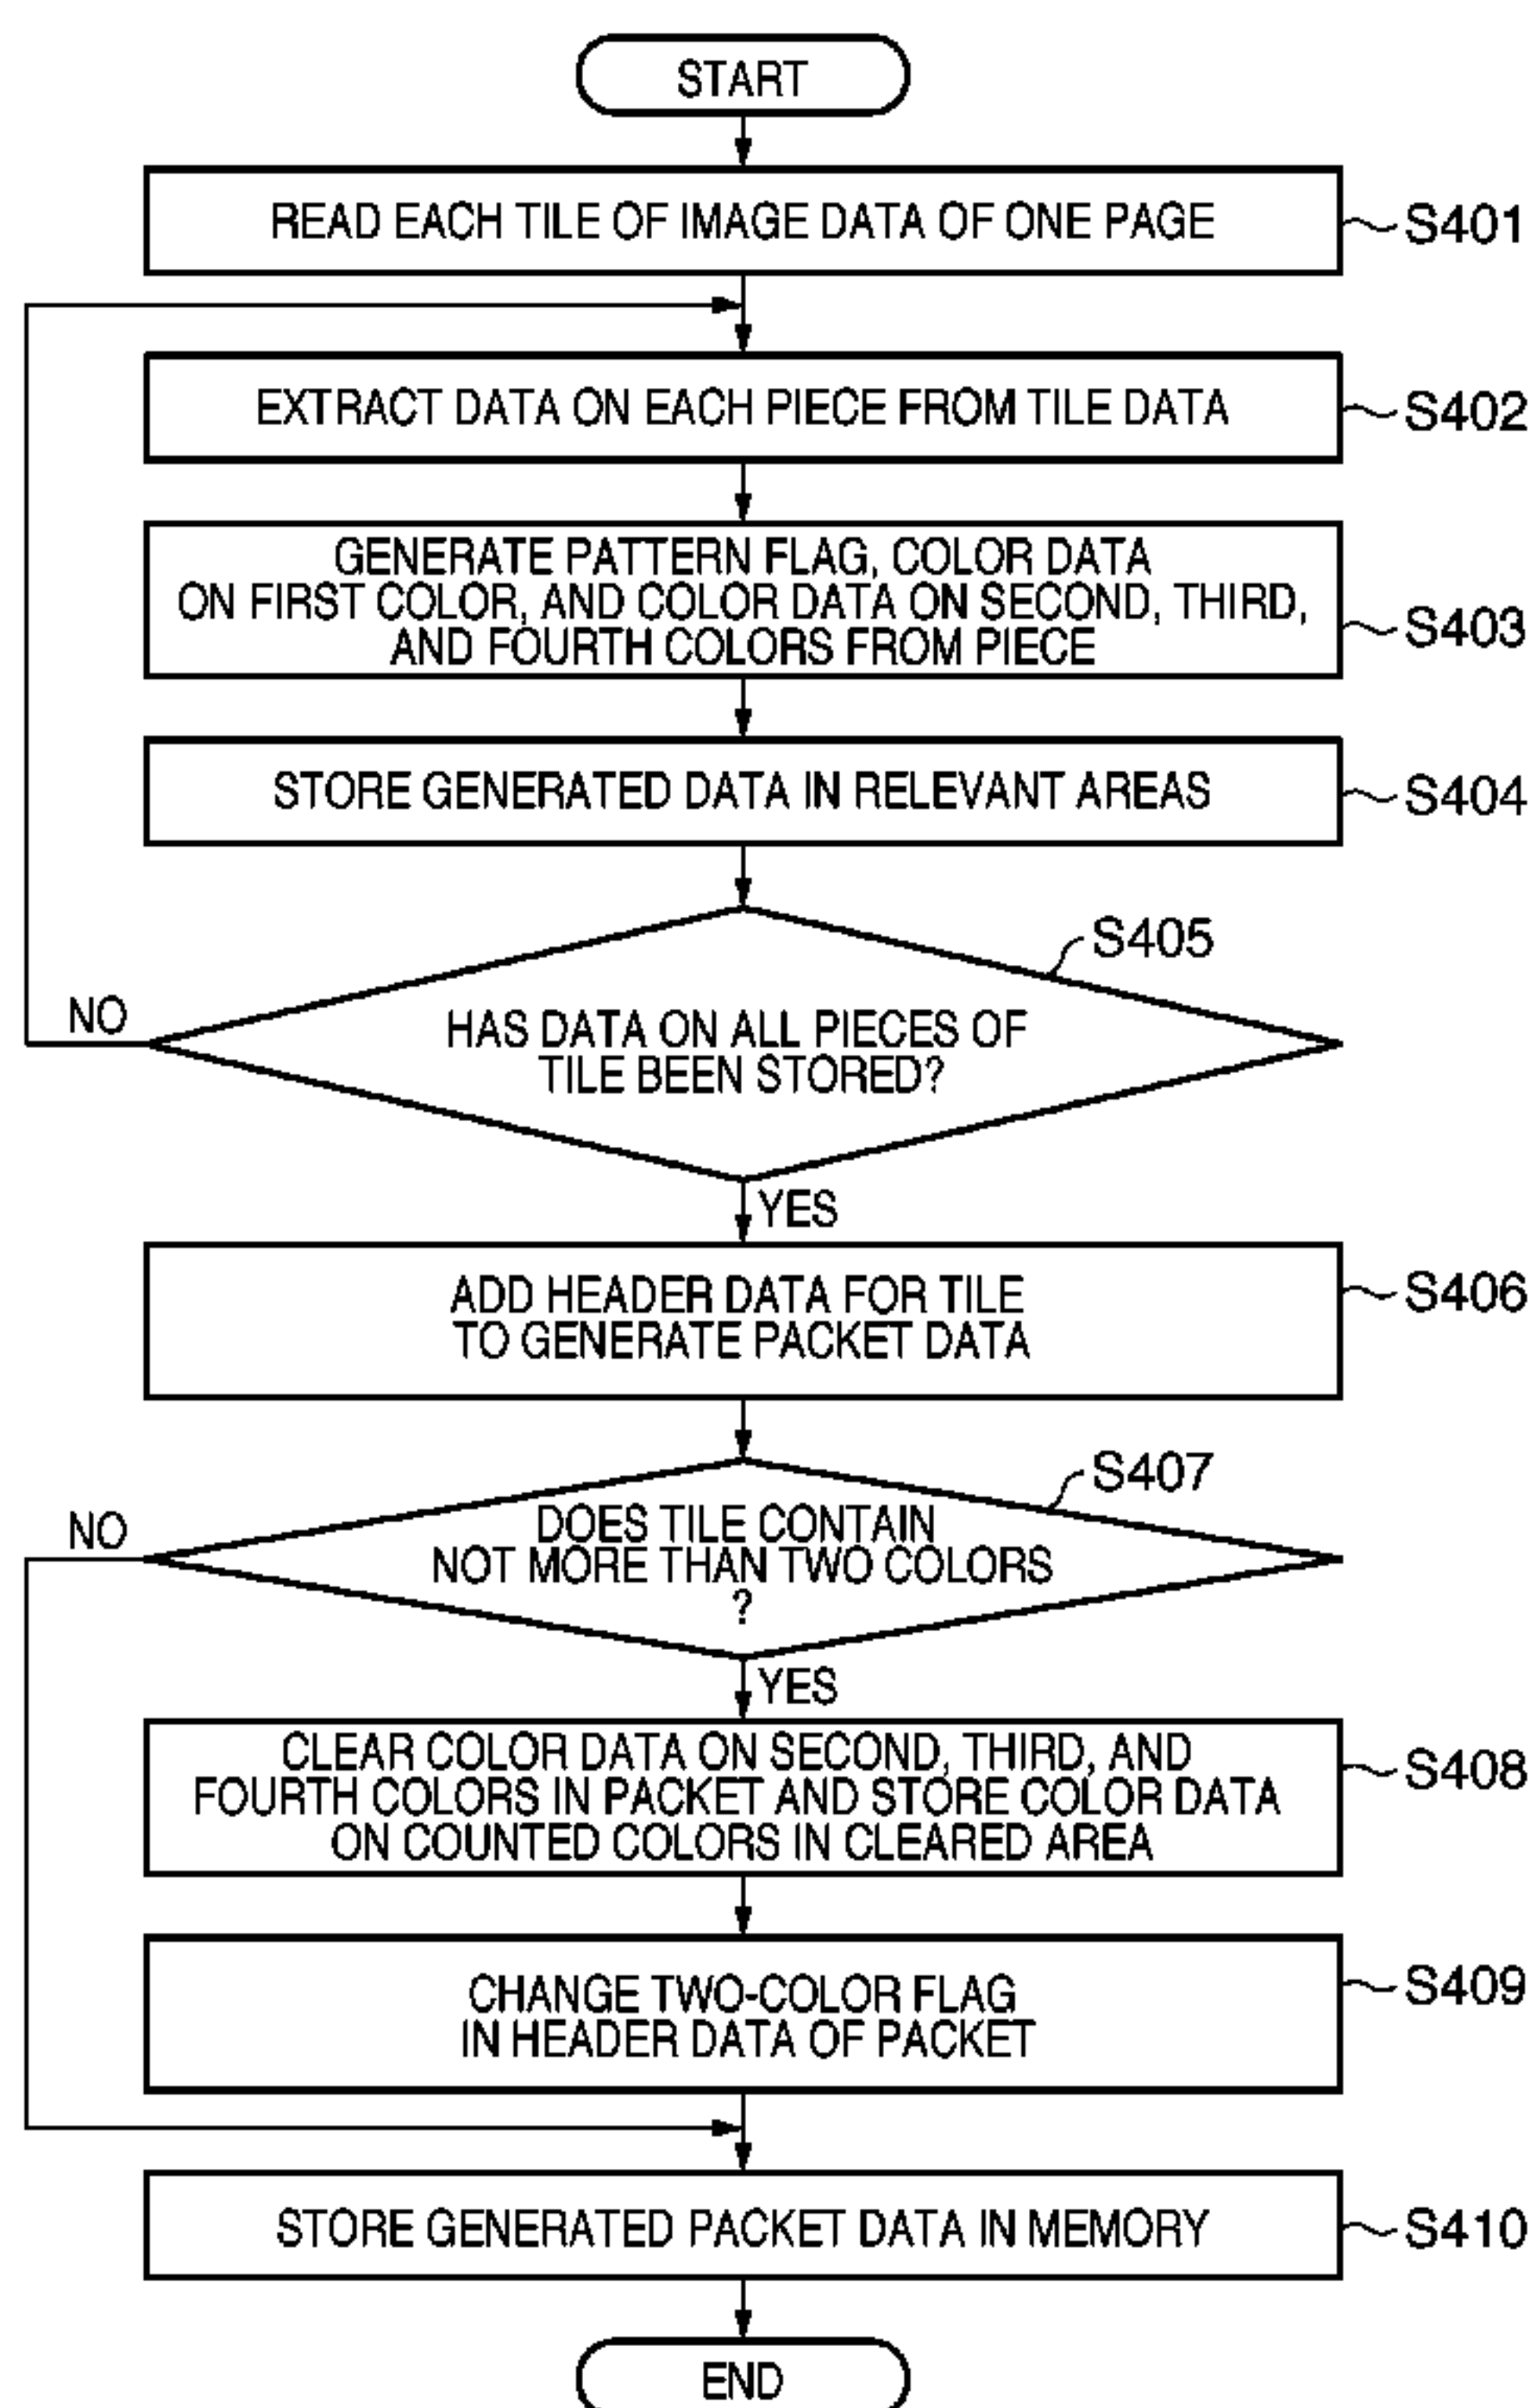 START
READ EACH TILE OF IMAGE DATA OF ONE PAGE
S401
EXTRACT DATA ON EACH PIECE FROM TILE DATA
S402
GENERATE PATTERN FLAG, COLOR DATA
ON FIRST COLOR, AND COLOR DATA ON SECOND, THIRD,
AND FOURTH COLORS FROM PIECE
S403
STORE GENERATED DATA IN RELEVANT AREAS
S404
S405
NO
HAS DATA ON ALL PIECES OF
TILE BEEN STORED?
YES
ADD HEADER DATA FOR TILE
TO GENERATE PACKET DATA
S406
S407
NO
DOES TILE CONTAIN
NOT MORE THAN TWO COLORS
?
YES
CLEAR COLOR DATA ON SECOND, THIRD, AND
FOURTH COLORS IN PACKET AND STORE COLOR DATA
ON COUNTED COLORS IN CLEARED AREA
S408
CHANGE TWO-COLOR FLAG
IN HEADER DATA OF PACKET
S409
STORE GENERATED PACKET DATA IN MEMORY
S410
END